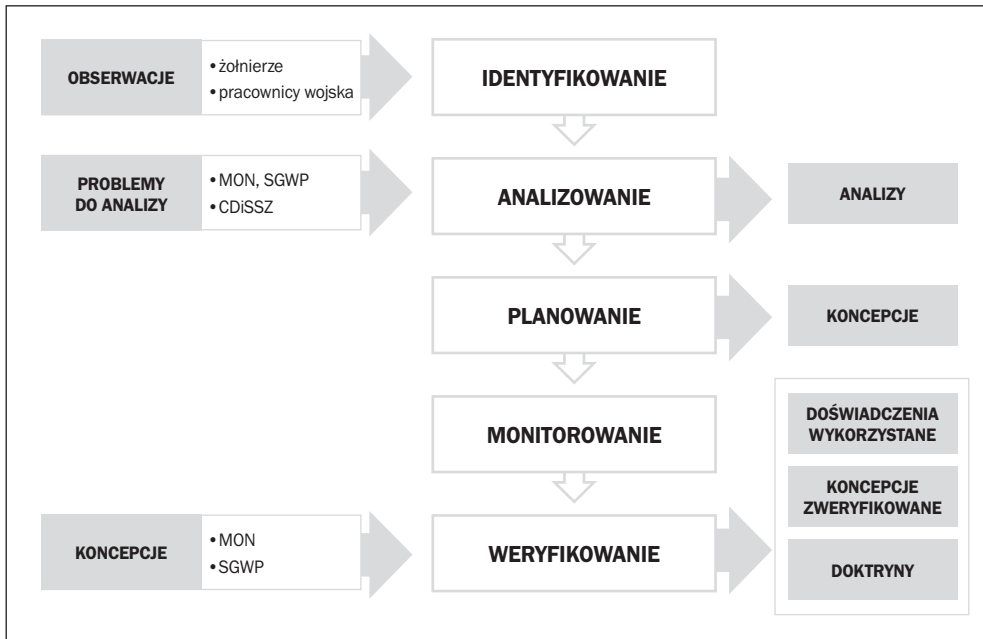 OBSERWACJE
•żołnierze
•pracownicy wojska
IDENTYFIKOWANIE
PROBLEMY
DO ANALIZY
•MON, SGWP
•CDiSSZ
ANALIZOWANIE
ANALIZY
PLANOWANIE
KONCEPCJE
MONITOROWANIE
DOŚWIADCZENIA
WYKORZYSTANE
KONCEPCJE
ZWERYFIKOWANE
KONCEPCJE
•MON
•SGWP
WERYFIKOWANIE
DOKTRYNY